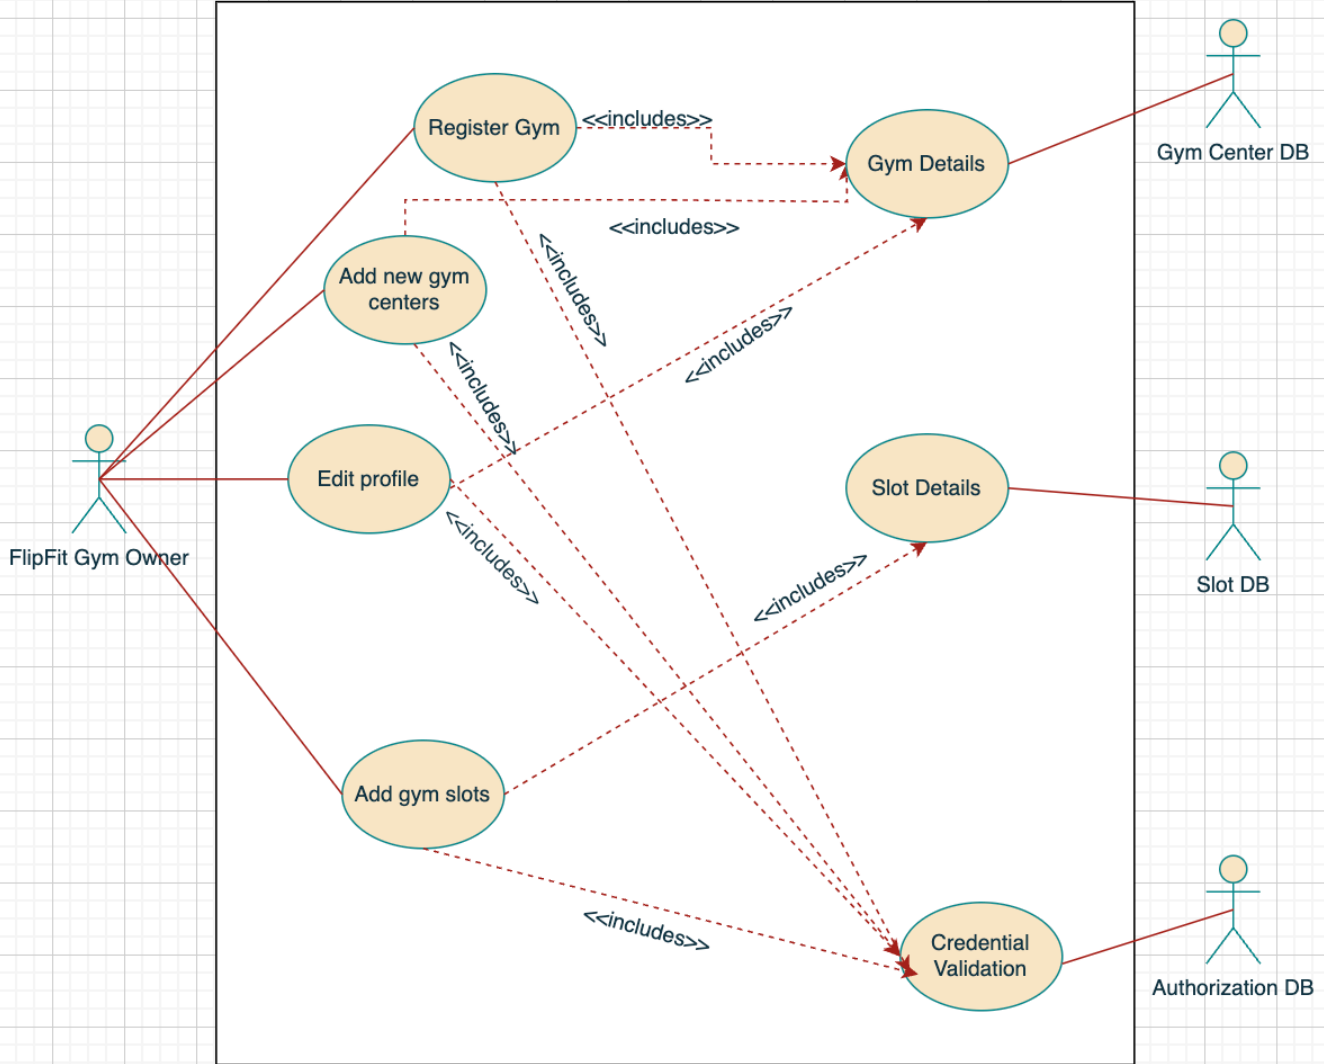 Register Gym
<<includes>>
Gym Details
Gym Center DB
<<includes>>
<<includes>>
Add new gym
centers
<<includes>>
<<includes>>
Edit profile
Slot Details
FlipFit Gym Owner
<<includes>>
<<includes>>
Slot DB
Add gym slots
<<includes>>
Credential
Validation
Authorization DB